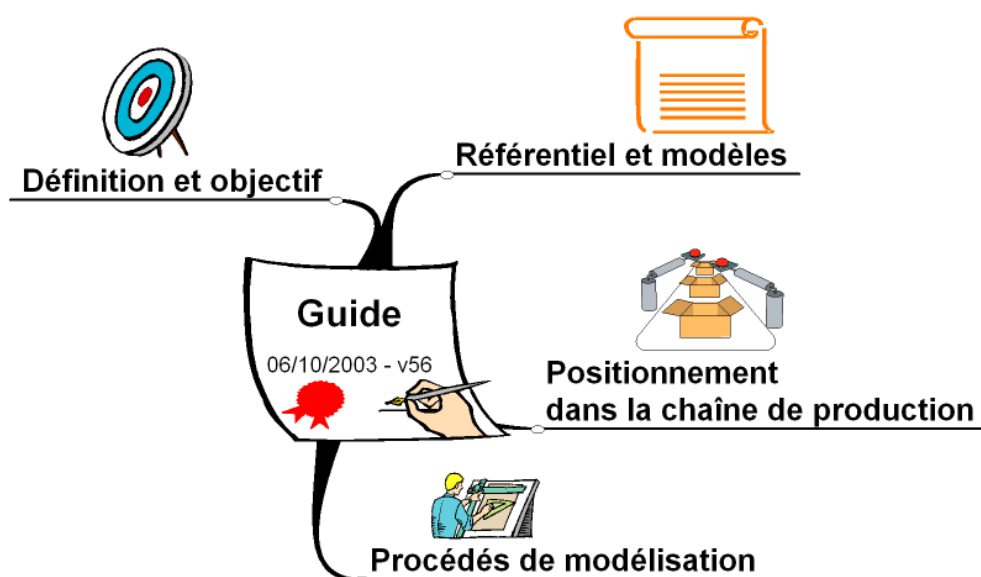 Définition et objectif
Référentiel et modèles
Guide
06/10/2003 - v56
Positionnement
dans la chaîne de production
Procédés de modélisation